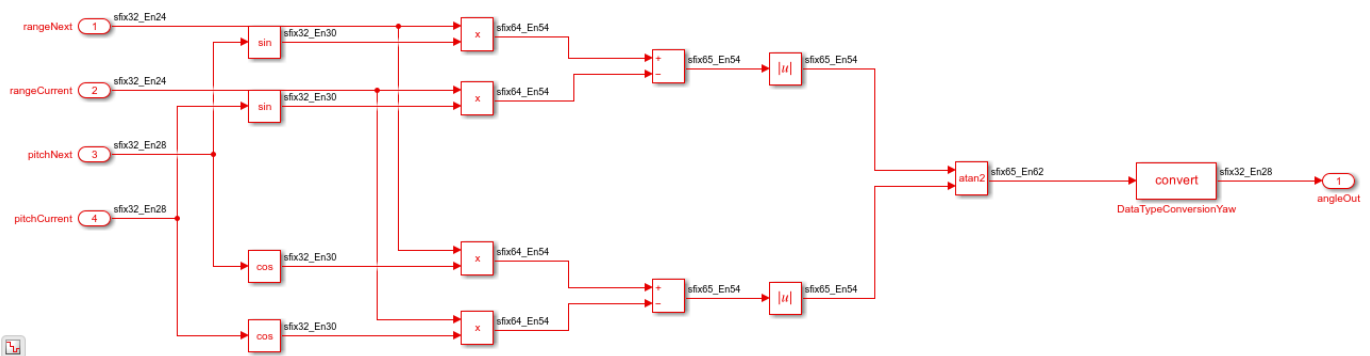 rangeNext 1 sfix32_En24
sin sfix32_En30
x sfix64_En54
rangeCurrent 2 sfix32_En24
sin sfix32_En30
x sfix64_En54
+
−
sfix65_En54
|u| sfix65_En54
pitchNext 3 sfix32_En28
pitchCurrent 4 sfix32_En28
atan2 sfix65_En62
convert sfix32_En28
DataTypeConversionYaw
1
angleOut
cos sfix32_En30
x sfix64_En54
cos sfix32_En30
x sfix64_En54
+
−
sfix65_En54
|u| sfix65_En54